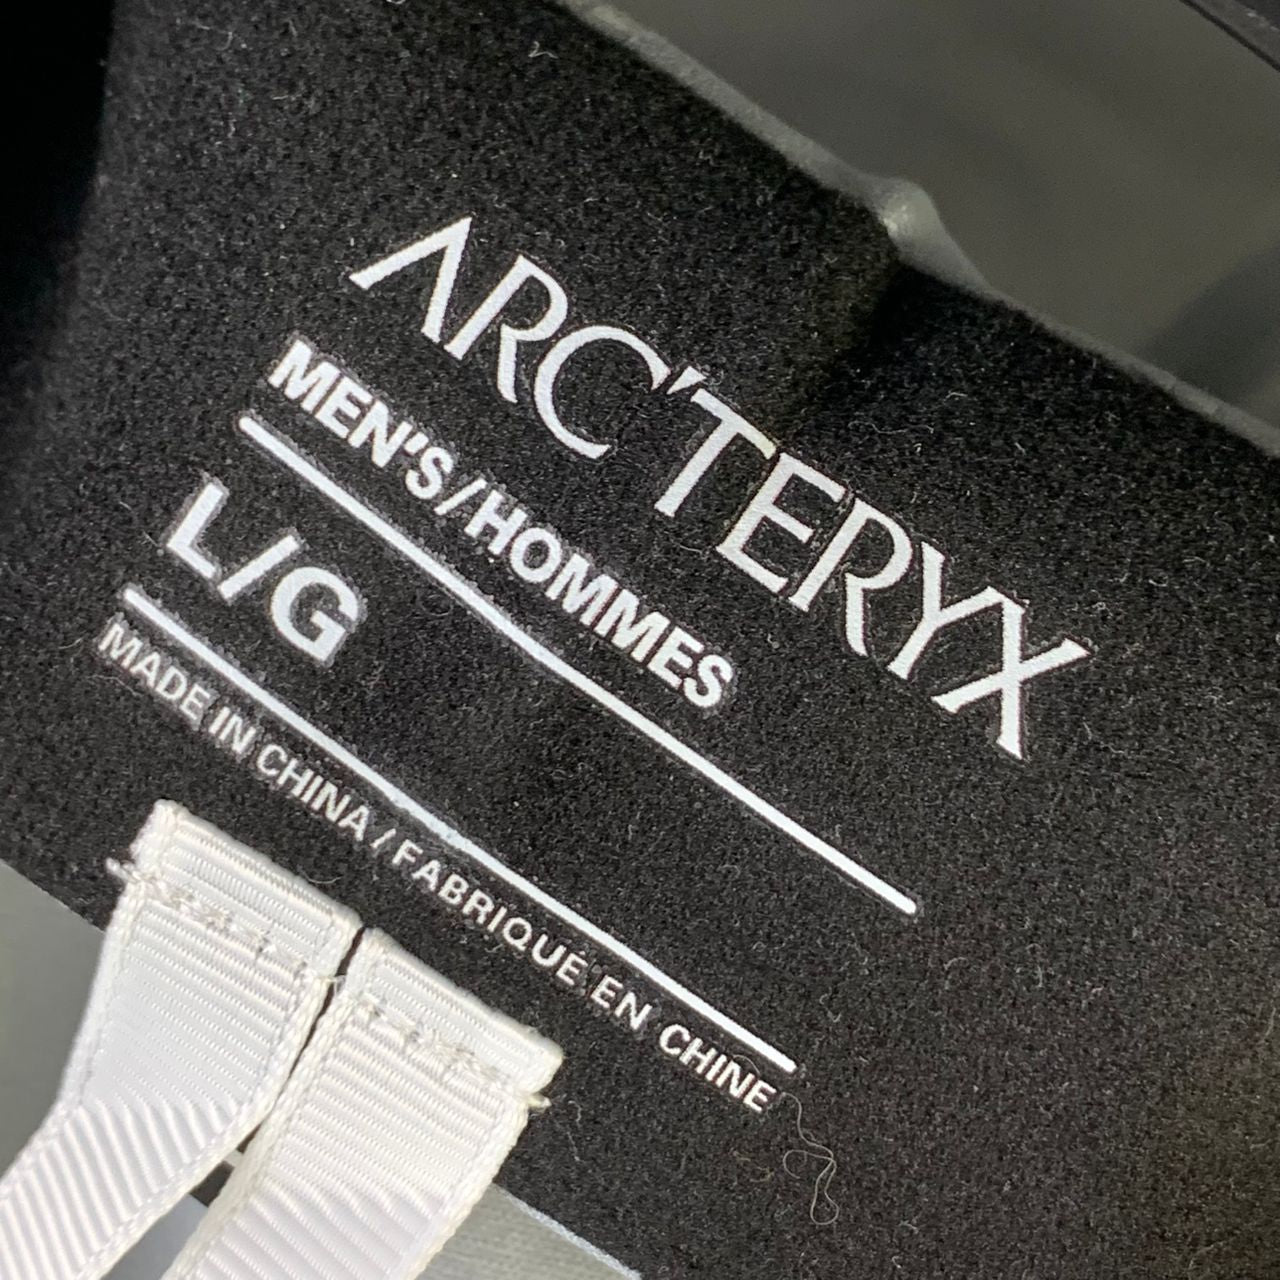 ARC'TERYX
MEN'S/HOMMES
L/G
MADE IN CHINA / FABRIQUÉ EN CHINE